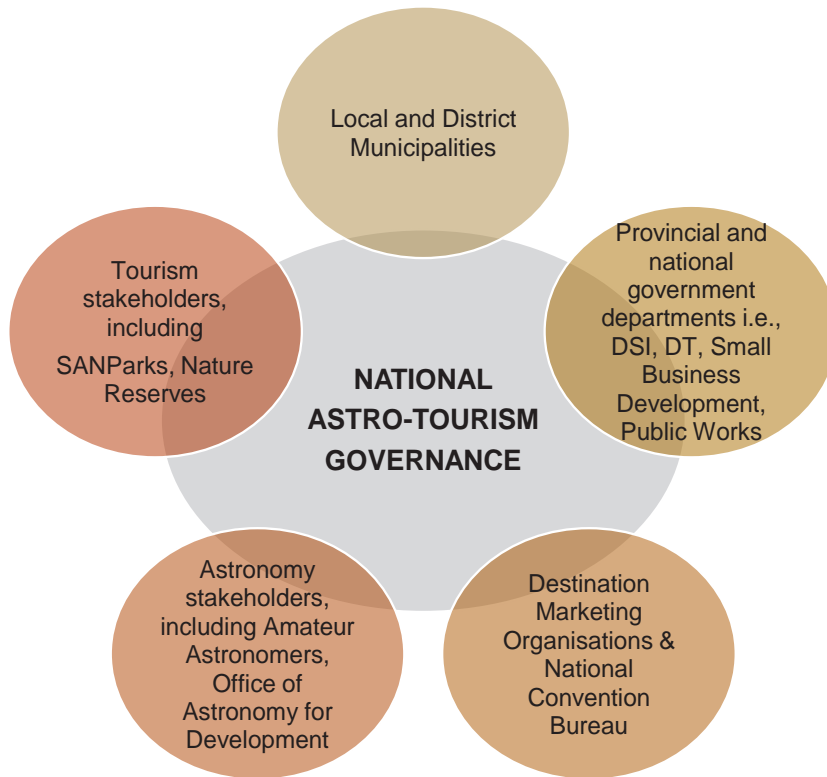 Local and District
Municipalities
Provincial and
national
government
departments i.e.,
DSI, DT, Small
Business
Development,
Public Works
Tourism
stakeholders,
including
SANParks, Nature
Reserves
NATIONAL
ASTRO-TOURISM
GOVERNANCE
Astronomy
stakeholders,
including Amateur
Astronomers,
Office of
Astronomy for
Development
Destination
Marketing
Organisations &
National
Convention
Bureau